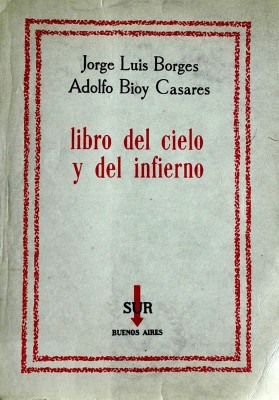 Jorge Luis Borges
Adolfo Bioy Casares
libro del cielo
y del infierno
SUR
BUENOS AIRES